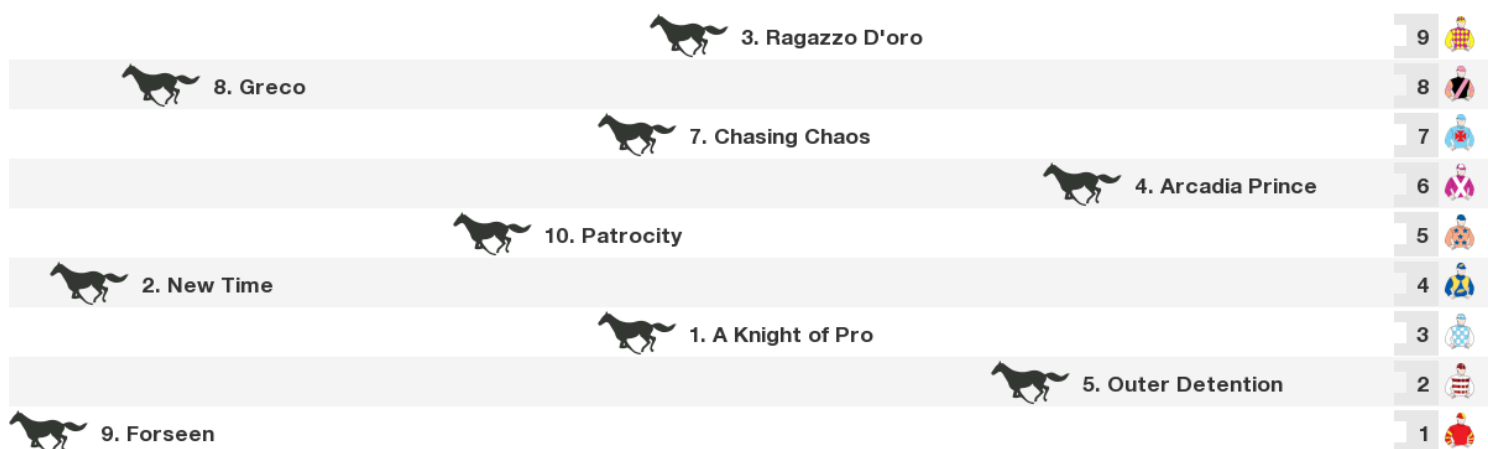 3. Ragazzo D'oro 9
8. Greco 8
7. Chasing Chaos 7
4. Arcadia Prince 6
10. Patrocity 5
2. New Time 4
1. A Knight of Pro 3
5. Outer Detention 2
9. Forseen 1